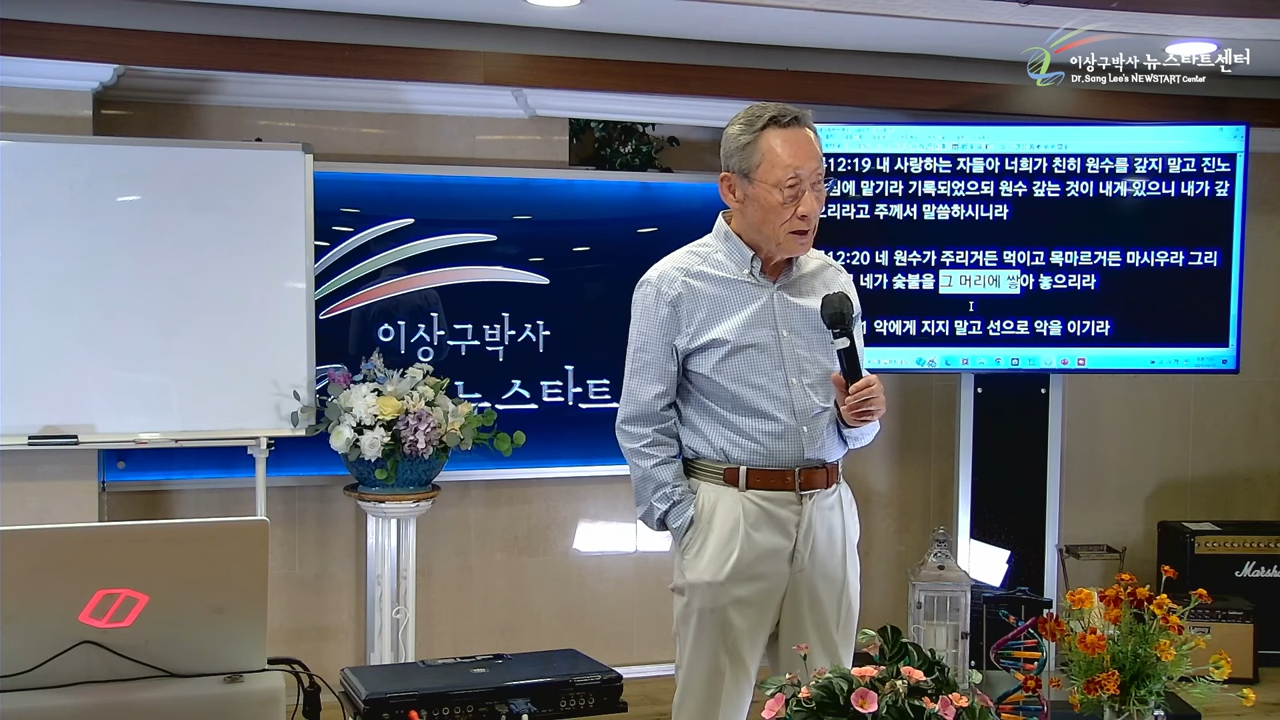 이상구박사 뉴스타트센터
Dr. Sang Lee's NEWSTART Center
12:19 내 사랑하는 자들아 너희가 친히 원수를 갚지 말고 진노
에 맡기라 기록되었으되 원수 갚는 것이 내게 있으니 내가 갚
으리라고 주께서 말씀하시니라
12:20 네 원수가 주리거든 먹이고 목마르거든 마시우라 그리
네가 숯불을 그 머리에 쌓아 놓으리라
1 악에게 지지 말고 선으로 악을 이기라
이상구박사
뉴스타트
Marsh